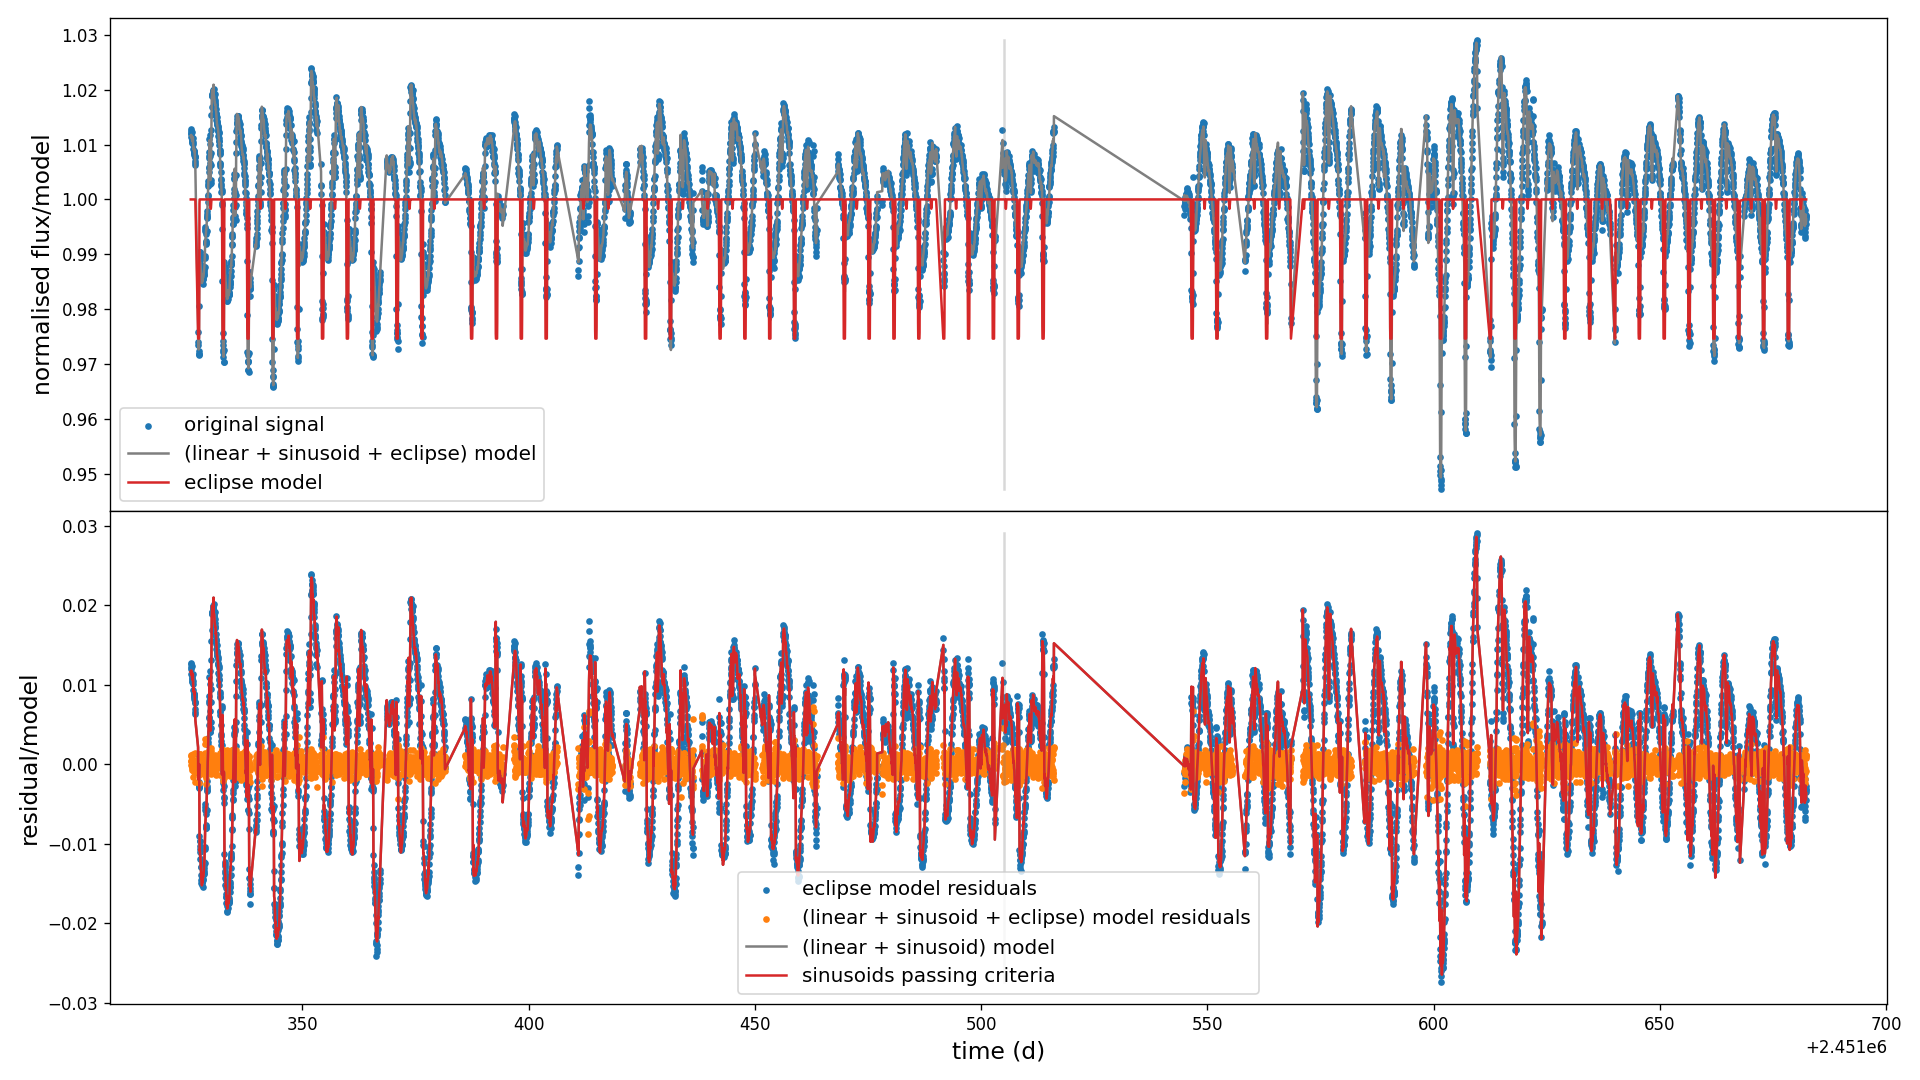 1.03
1.02
1.01
1.00
0.99
0.98
0.97
0.96
0.95
normalised flux/model
original signal
(linear + sinusoid + eclipse) model
eclipse model
0.03
0.02
0.01
0.00
−0.01
−0.02
−0.03
residual/model
eclipse model residuals
(linear + sinusoid + eclipse) model residuals
(linear + sinusoid) model
sinusoids passing criteria
350 400 450 500 550 600 650 700
time (d)
+2.451e6